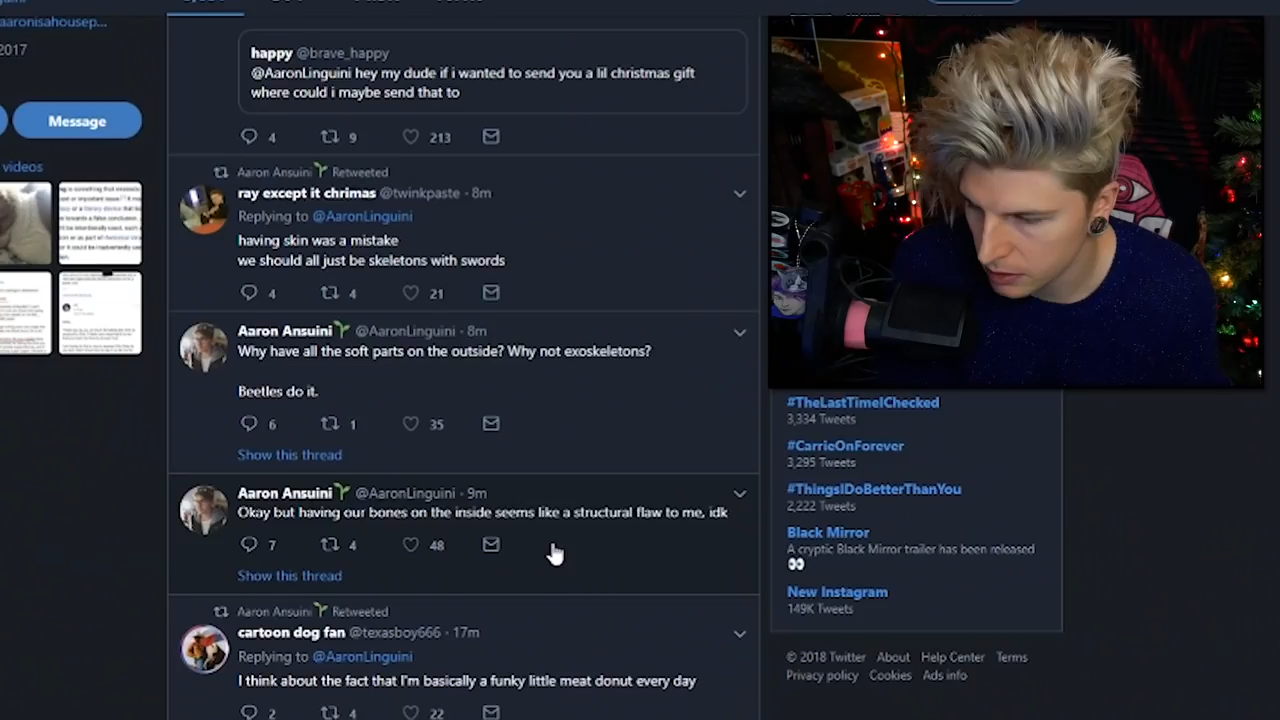 aaronisahousep...
2017
Message
videos
happy @brave_happy
@AaronLinguini hey my dude if i wanted to send you a lil christmas gift
where could i maybe send that to
4 9 213
Aaron Ansuini Retweeted
ray except it chrimas @twinkpaste · 8m
Replying to @AaronLinguini
having skin was a mistake
we should all just be skeletons with swords
4 4 21
Aaron Ansuini @AaronLinguini · 8m
Why have all the soft parts on the outside? Why not exoskeletons?
Beetles do it.
6 1 35
Show this thread
Aaron Ansuini @AaronLinguini · 9m
Okay but having our bones on the inside seems like a structural flaw to me, idk
7 4 48
Show this thread
Aaron Ansuini Retweeted
cartoon dog fan @texasboy666 · 17m
Replying to @AaronLinguini
I think about the fact that I'm basically a funky little meat donut every day
2 4 22
#TheLastTimeIChecked
3,334 Tweets
#CarrieOnForever
3,295 Tweets
#ThingsIDoBetterThanYou
2,222 Tweets
Black Mirror
A cryptic Black Mirror trailer has been released
👀
New Instagram
149K Tweets
© 2018 Twitter About Help Center Terms
Privacy policy Cookies Ads info